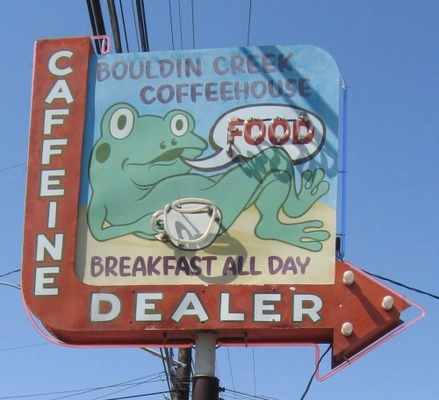 BOULDIN CREEK
COFFEEHOUSE
FOOD
BREAKFAST ALL DAY
CAFFEINE
DEALER